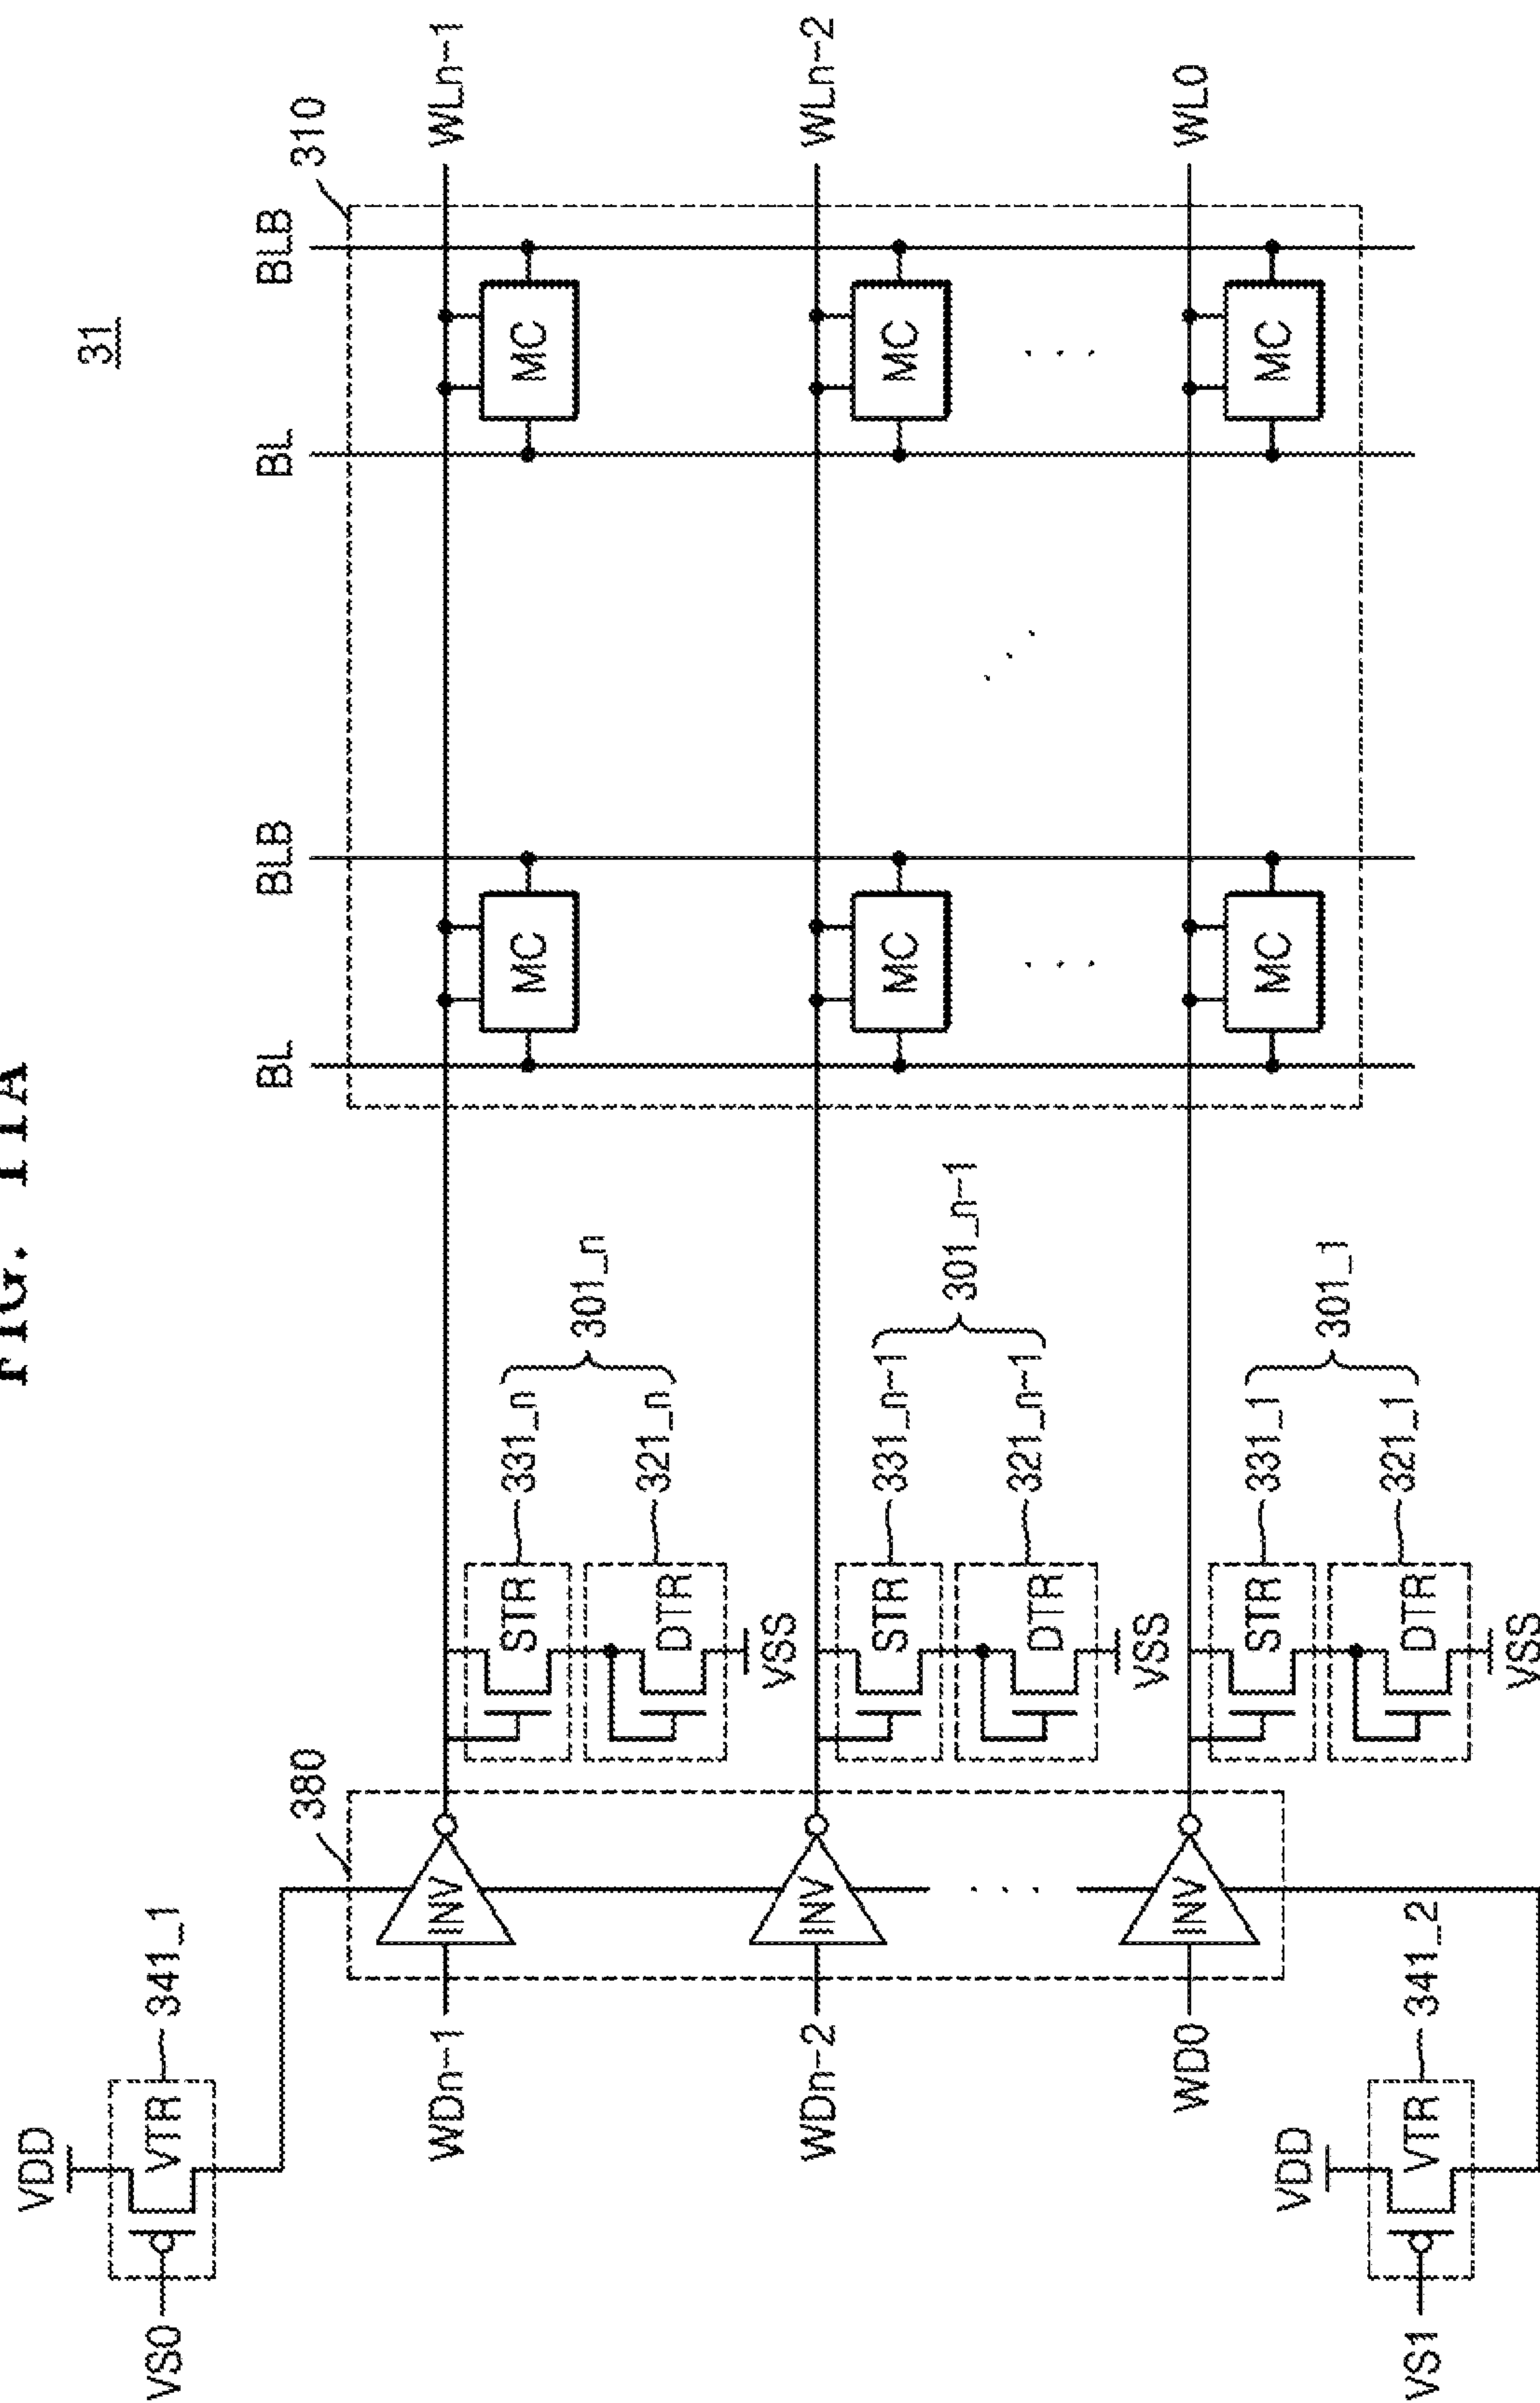 FIG. 11A
31
VDD
VS0
VTR
341_1
380
310
BL
BLB
BL
BLB
WDn-1
INV
WLn-1
STR
331_n
301_n
DTR
321_n
VSS
MC
MC
WDn-2
INV
WLn-2
STR
331_n-1
301_n-1
DTR
321_n-1
VSS
MC
MC
WD0
INV
WL0
STR
331_1
301_1
DTR
321_1
VSS
MC
MC
VDD
VS1
VTR
341_2